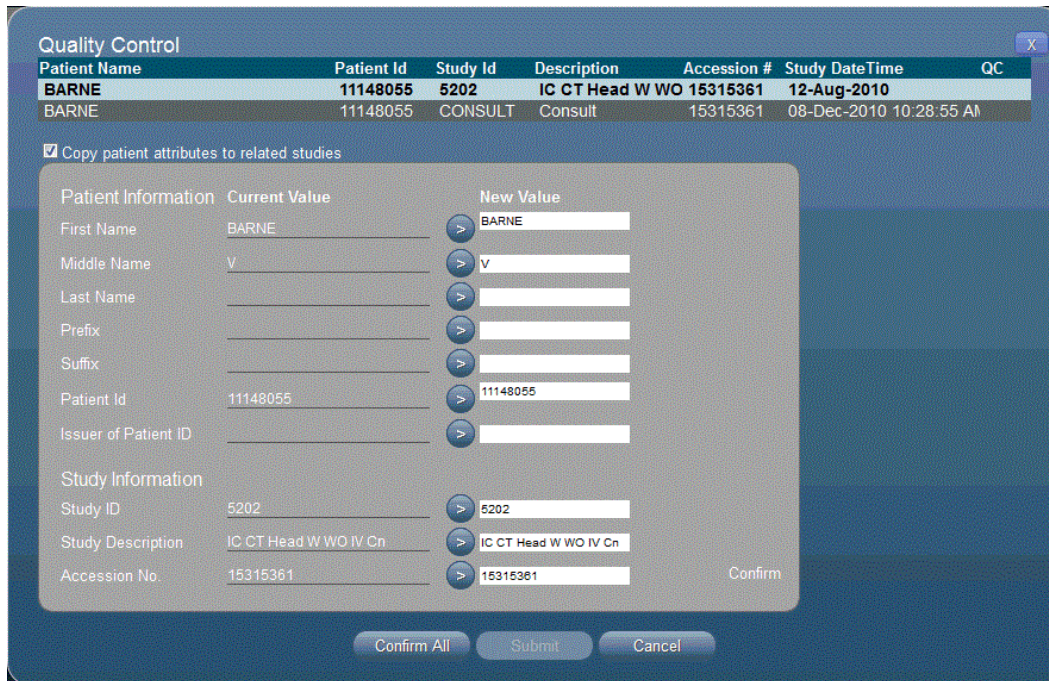 Quality Control
X
Patient Name Patient Id Study Id Description Accession # Study DateTime QC
BARNE 11148055 5202 IC CT Head W WO 15315361 12-Aug-2010
BARNE 11148055 CONSULT Consult 15315361 08-Dec-2010 10:28:55 AM
Copy patient attributes to related studies
Patient Information Current Value New Value
First Name BARNE > BARNE
Middle Name V > V
Last Name >
Prefix >
Suffix >
Patient Id 11148055 > 11148055
Issuer of Patient ID >
Study Information
Study ID 5202 > 5202
Study Description IC CT Head W WO IV Cn > IC CT Head W WO IV Cn
Accession No. 15315361 > 15315361 Confirm
Confirm All Submit Cancel